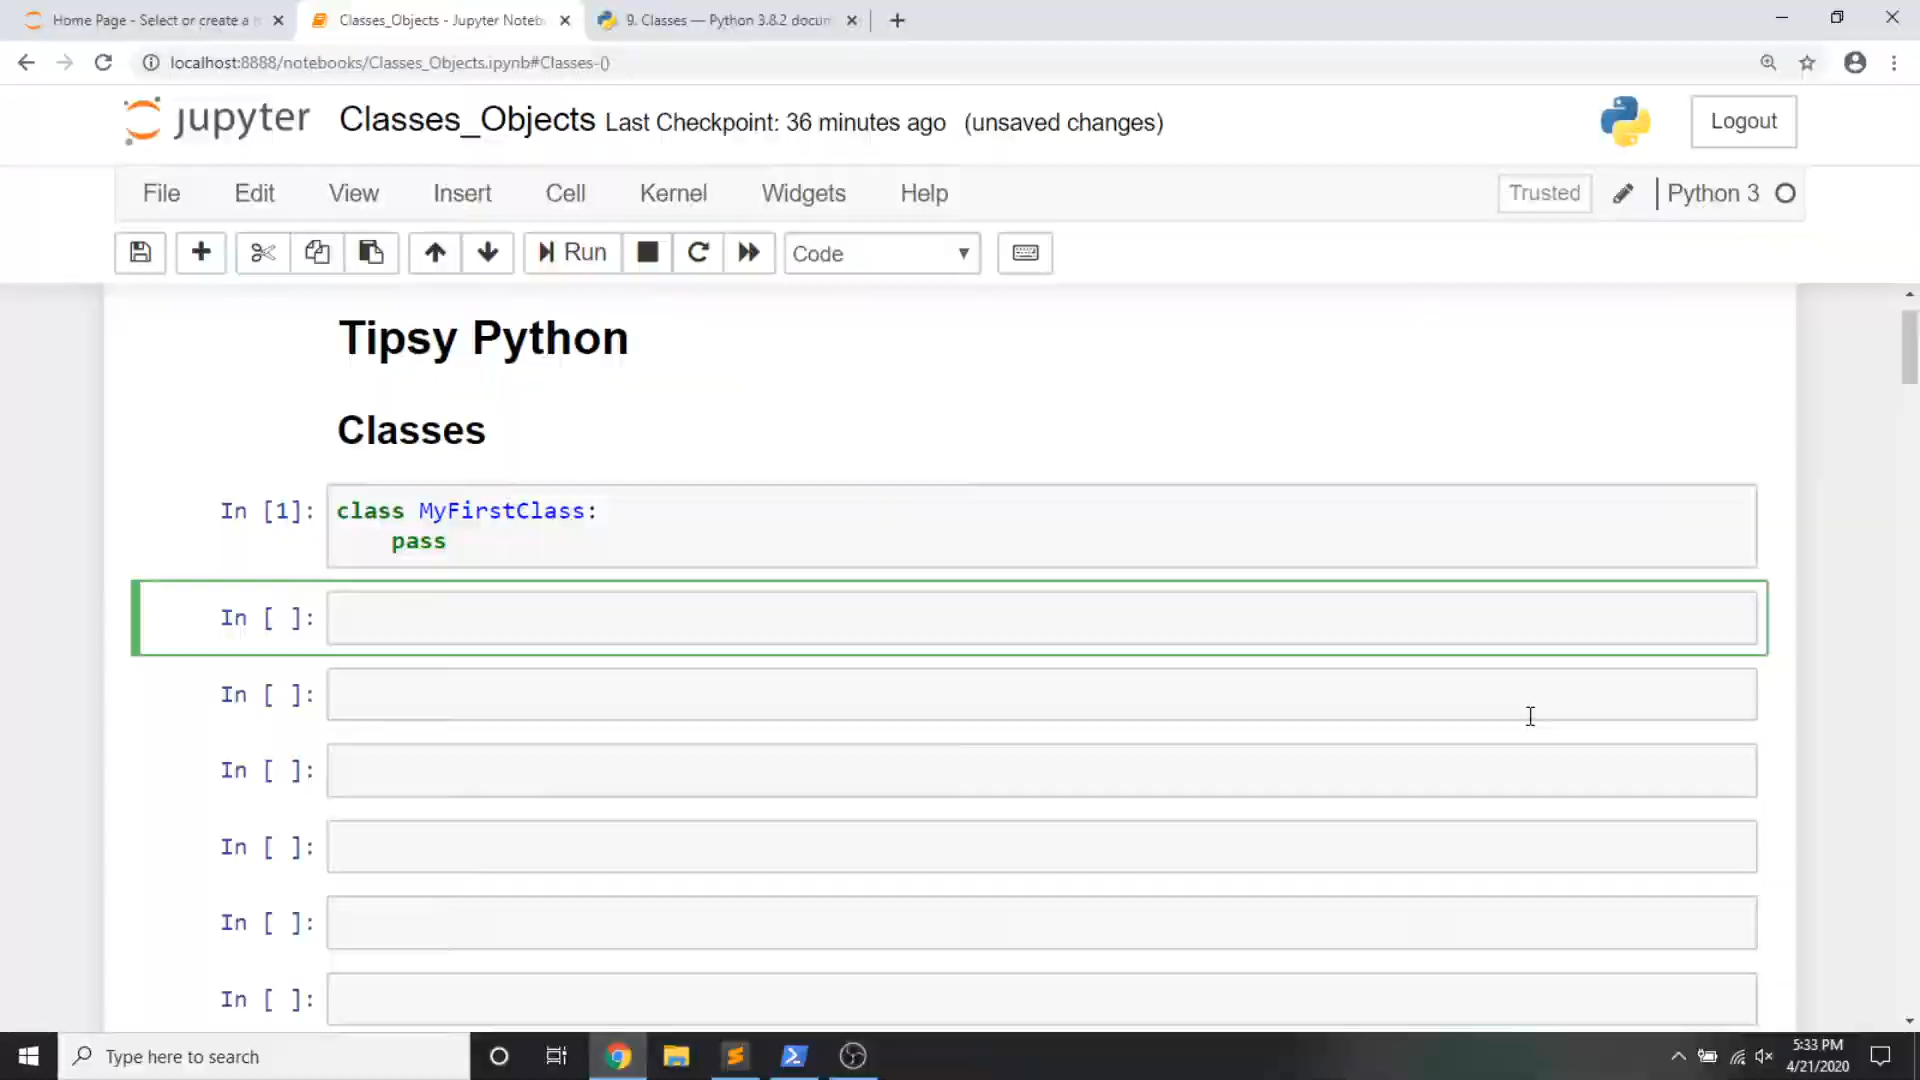 Home Page - Select or create a n
Classes_Objects - Jupyter Noteb
9. Classes — Python 3.8.2 docum
localhost:8888/notebooks/Classes_Objects.ipynb#Classes-()
jupyter
Classes_Objects Last Checkpoint: 36 minutes ago (unsaved changes)
Logout
File Edit View Insert Cell Kernel Widgets Help
Trusted
Python 3
Run
Code
Tipsy Python
Classes
In [1]: class MyFirstClass:
pass
In [ ]:
In [ ]:
In [ ]:
In [ ]:
In [ ]:
In [ ]:
Type here to search
5:33 PM
4/21/2020